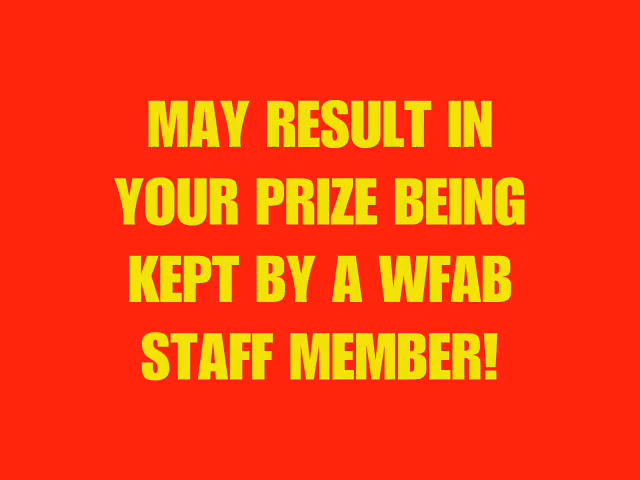 MAY RESULT IN
YOUR PRIZE BEING
KEPT BY A WFAB
STAFF MEMBER!